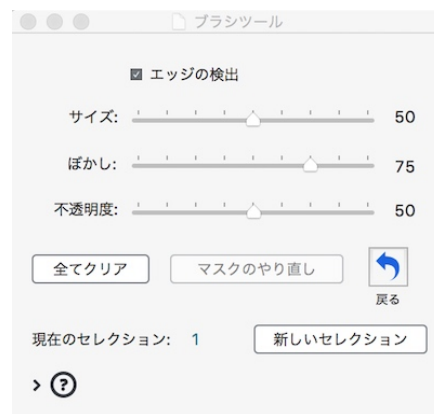 ブラシツール
エッジの検出
サイズ: 50
ぼかし: 75
不透明度: 50
全てクリア マスクのやり直し
戻る
現在のセレクション: 1 新しいセレクション
> ?